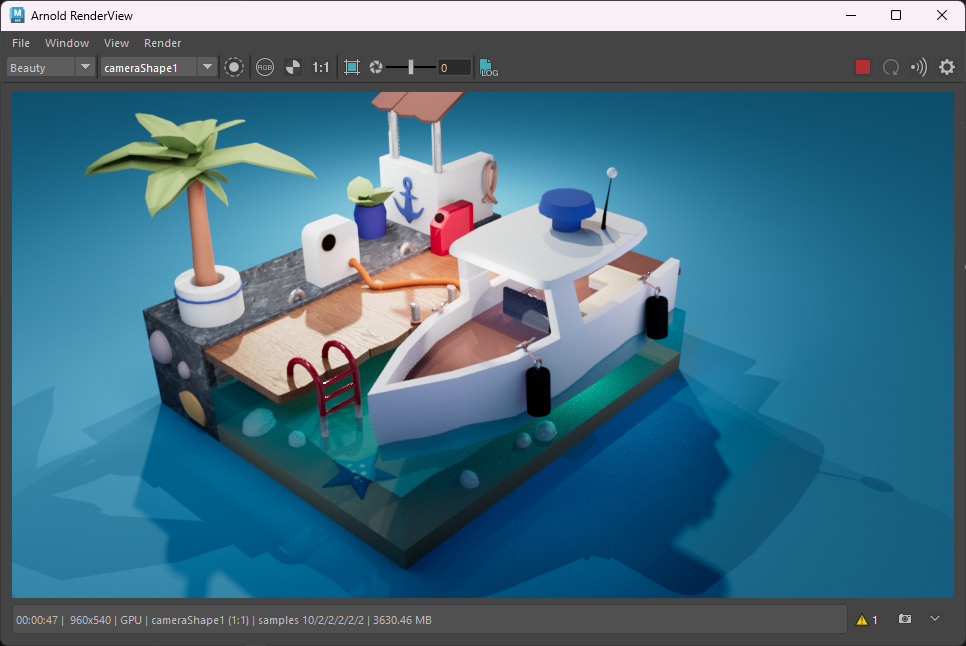 Arnold RenderView
File Window View Render
Beauty cameraShape1 RGB 1:1 0 LOG
00:00:47 | 960x540 | GPU | cameraShape1 (1:1) | samples 10/2/2/2/2/2 | 3630.46 MB 1